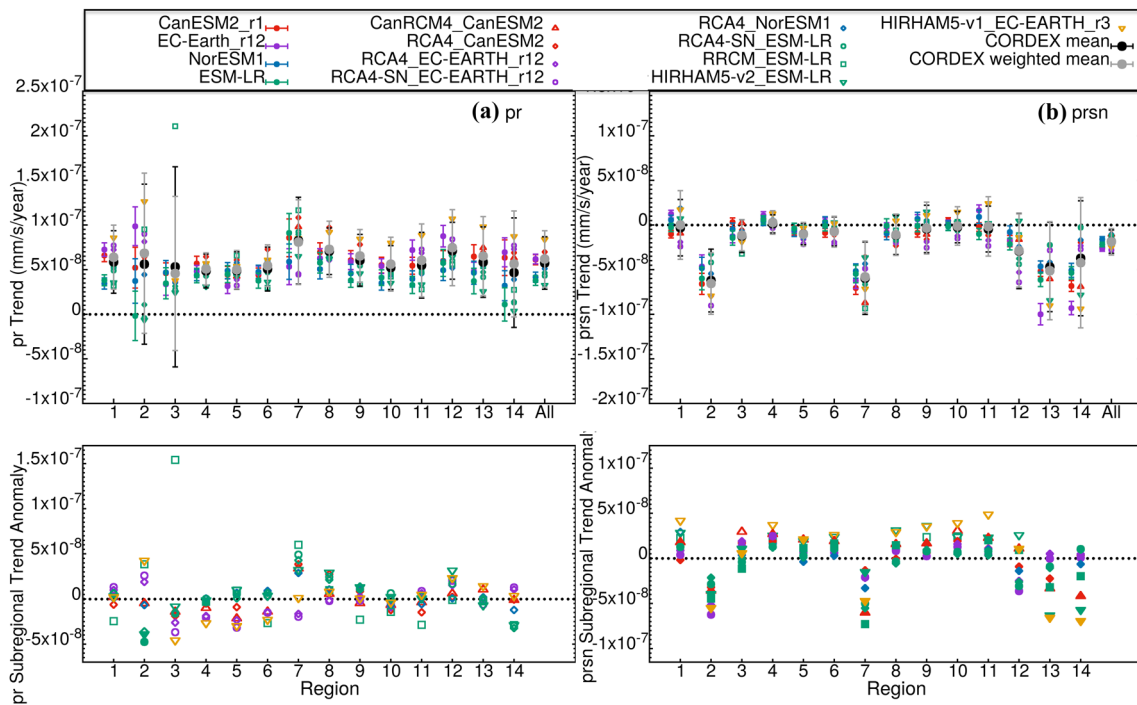 CanESM2_r1
EC-Earth_r12
NorESM1
ESM-LR
CanRCM4_CanESM2
RCA4_CanESM2
RCA4_EC-EARTH_r12
RCA4-SN_EC-EARTH_r12
RCA4_NorESM1
RCA4-SN_ESM-LR
RRCM_ESM-LR
HIRHAM5-v2_ESM-LR
HIRHAM5-v1_EC-EARTH_r3
CORDEX mean
CORDEX weighted mean
(a) pr
pr Trend (mm/s/year)
2.5x10-7
2x10-7
1.5x10-7
1x10-7
5x10-8
0
-5x10-8
-1x10-7
1 2 3 4 5 6 7 8 9 10 11 12 13 14 All
(b) prsn
prsn Trend (mm/s/year)
1x10-7
5x10-8
0
-5x10-8
-1x10-7
-1.5x10-7
-2x10-7
1 2 3 4 5 6 7 8 9 10 11 12 13 14 All
pr Subregional Trend Anomaly
1.5x10-7
1x10-7
5x10-8
0
-5x10-8
1 2 3 4 5 6 7 8 9 10 11 12 13 14
Region
prsn Subregional Trend Anomaly
1x10-7
5x10-8
0
-5x10-8
-1x10-7
1 2 3 4 5 6 7 8 9 10 11 12 13 14
Region